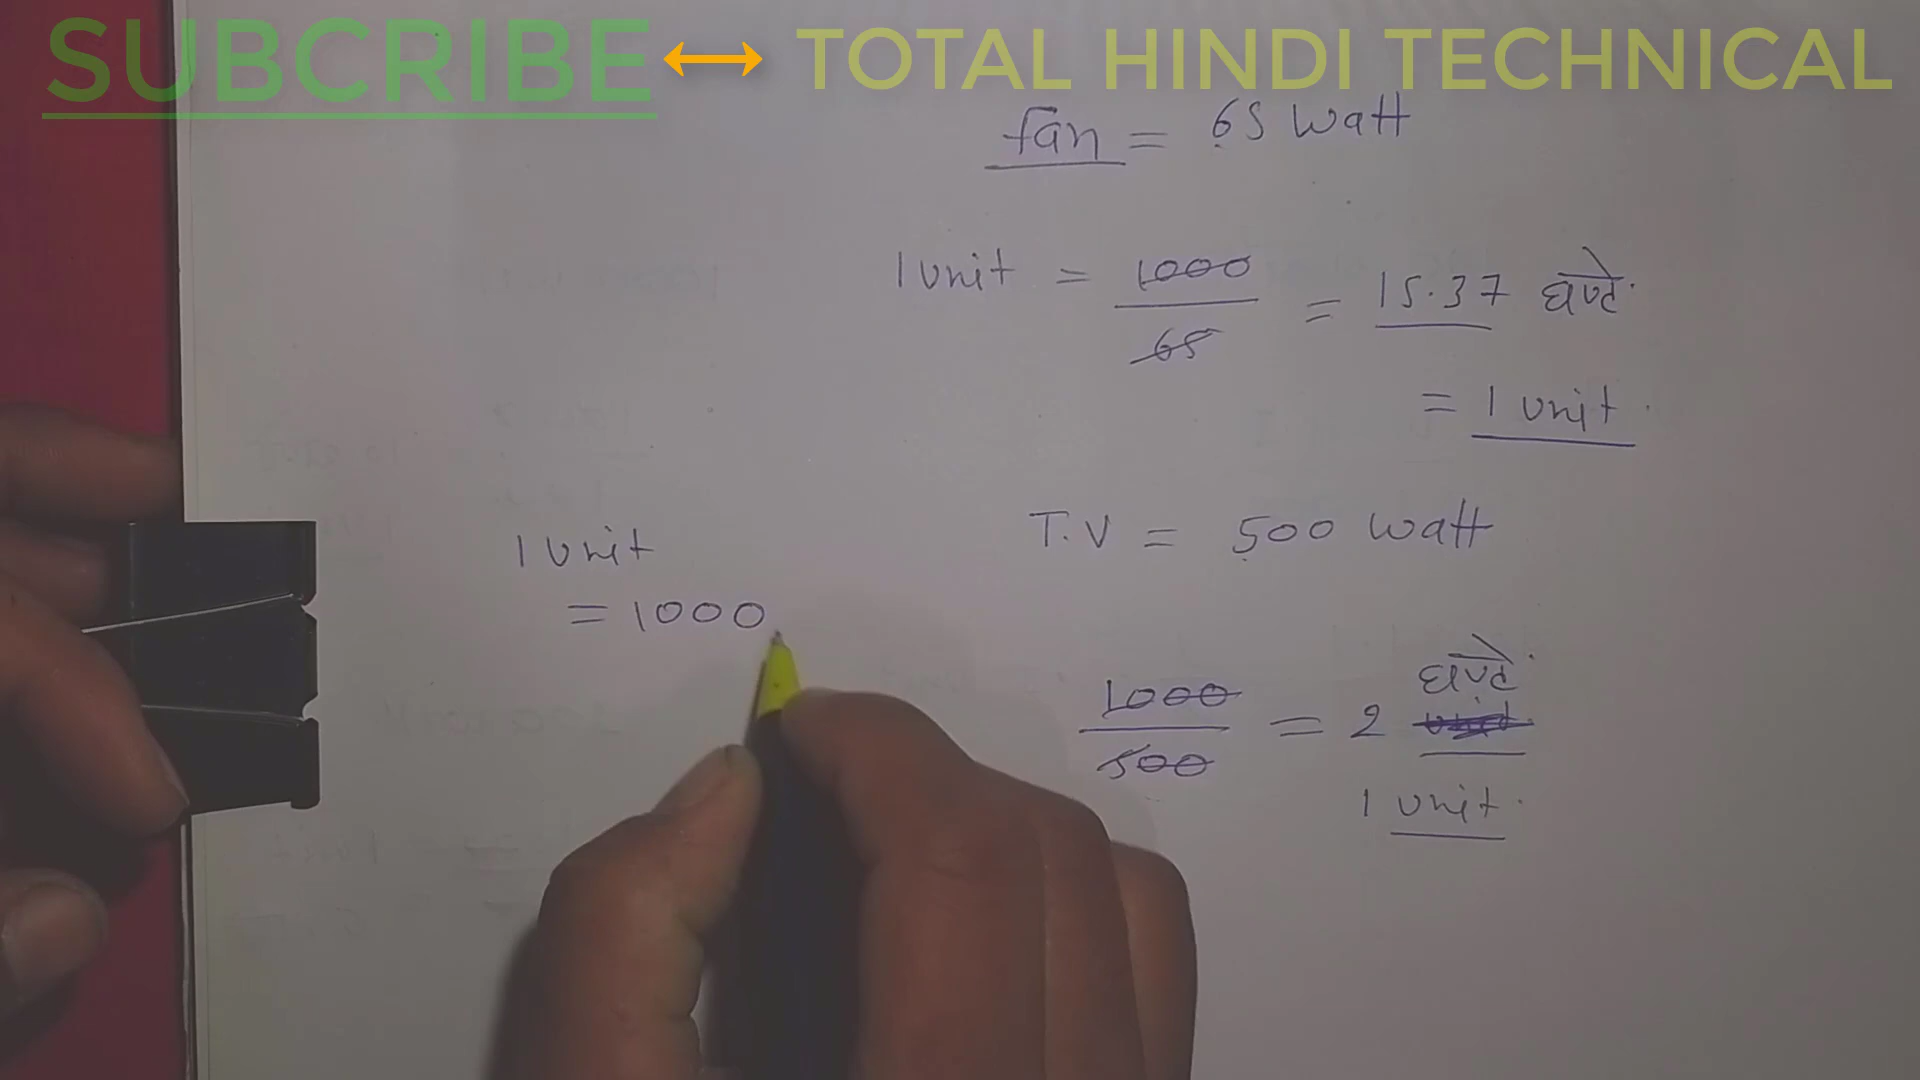 SUBCRIBE ↔ TOTAL HINDI TECHNICAL
fan = 65 Watt
1 unit = 1000 / 65 = 15.37 घण्टे.
= 1 unit.
T.V = 500 watt
1 unit
= 1000
1000 / 500 = 2 घण्टे
1 unit.